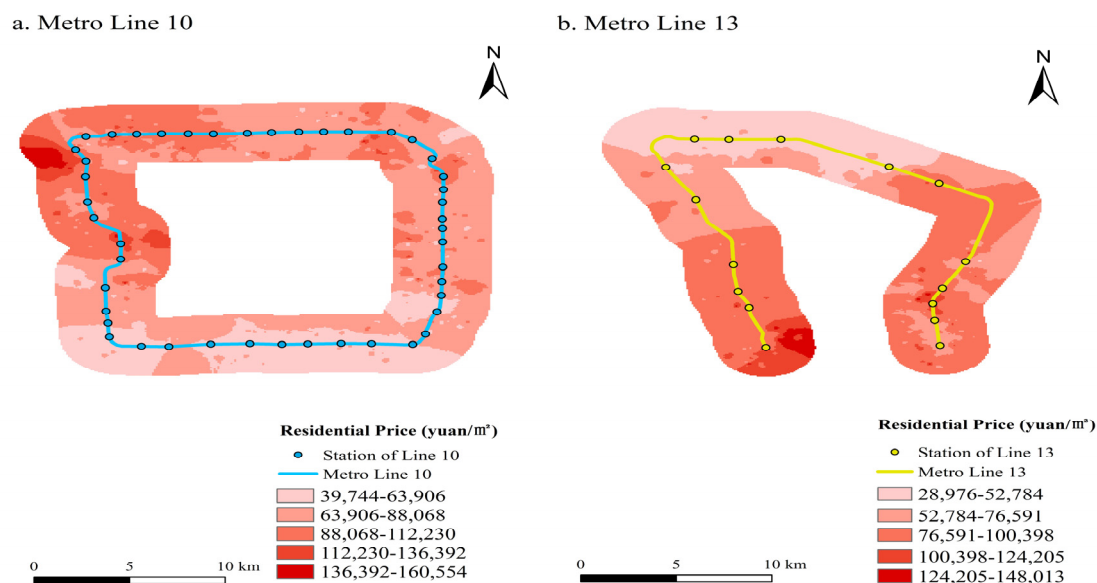 a. Metro Line 10
N
Residential Price (yuan/m²)
Station of Line 10
Metro Line 10
39,744-63,906
63,906-88,068
88,068-112,230
112,230-136,392
136,392-160,554
0 5 10 km
b. Metro Line 13
N
Residential Price (yuan/m²)
Station of Line 13
Metro Line 13
28,976-52,784
52,784-76,591
76,591-100,398
100,398-124,205
124,205-148,013
0 5 10 km